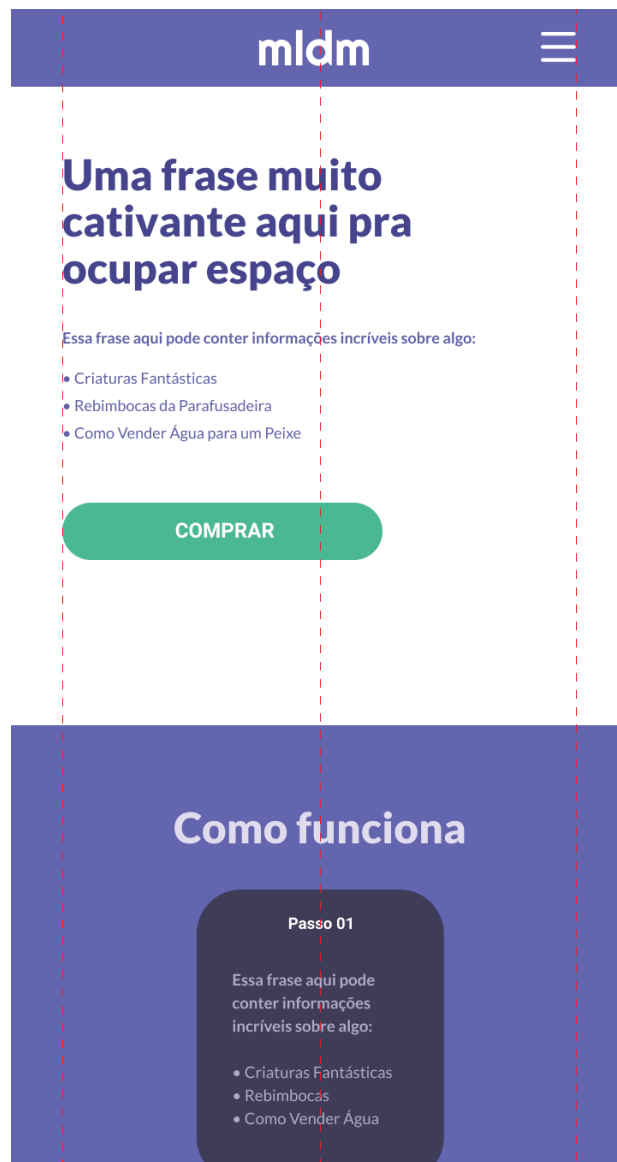 mldm
Uma frase muito
cativante aqui pra
ocupar espaço
Essa frase aqui pode conter informações incríveis sobre algo:
• Criaturas Fantásticas
• Rebimbocas da Parafusadeira
• Como Vender Água para um Peixe
COMPRAR
Como funciona
Passo 01
Essa frase aqui pode
conter informações
incríveis sobre algo:
• Criaturas Fantásticas
• Rebimbocas
• Como Vender Água